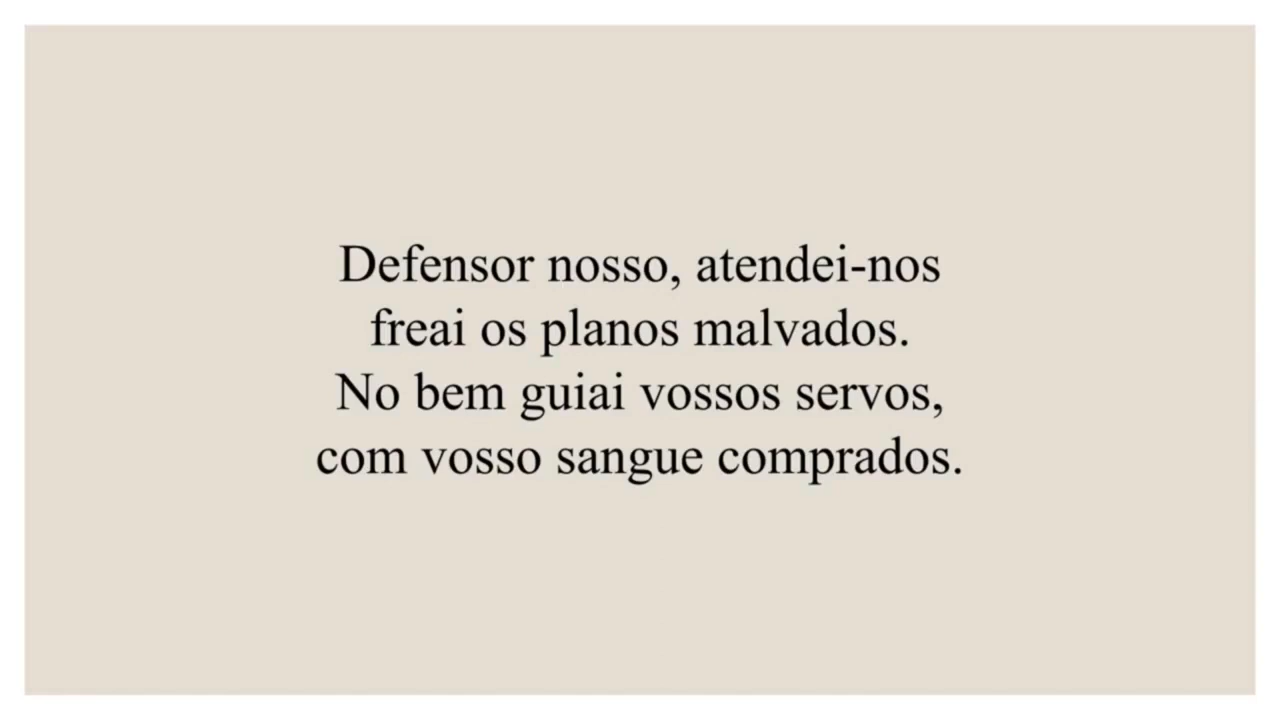 Defensor nosso, atendei-nos
freai os planos malvados.
No bem guiai vossos servos,
com vosso sangue comprados.